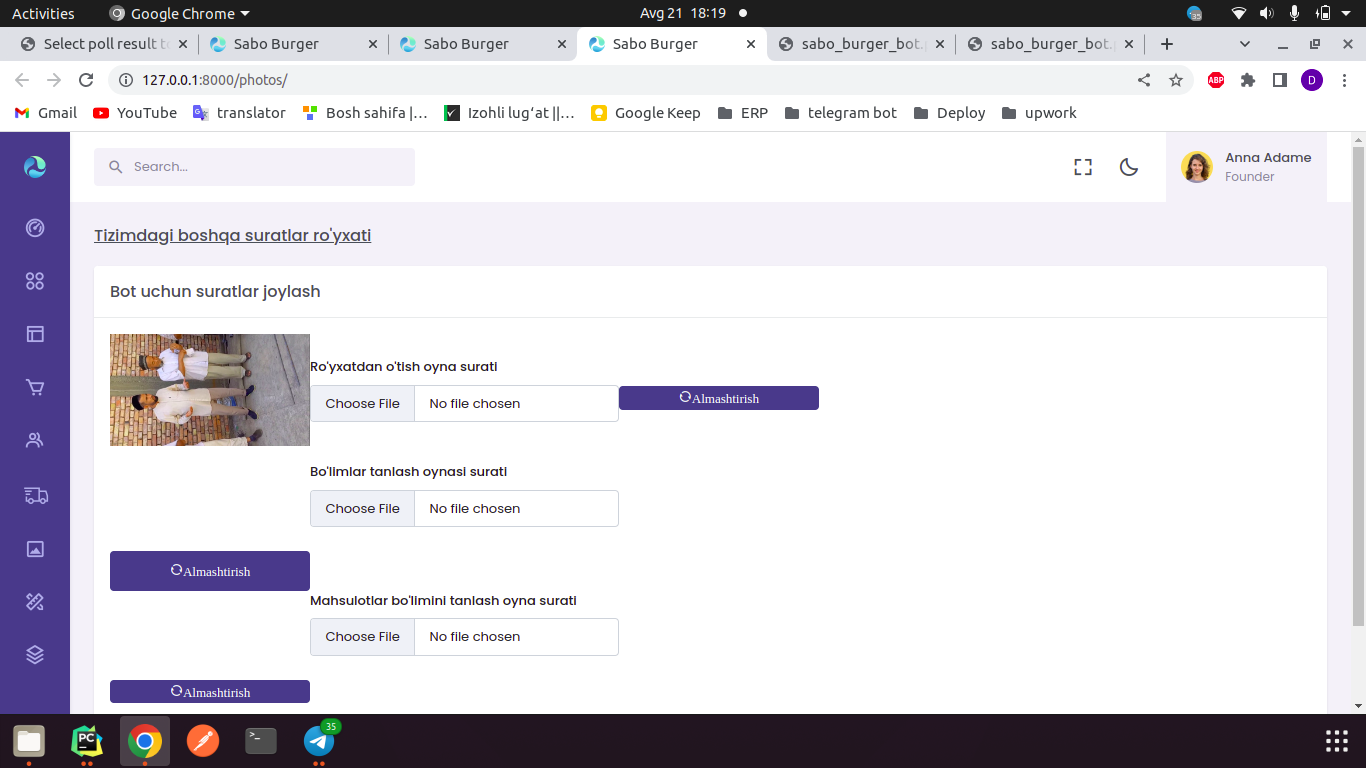 Activities
Google Chrome
Avg 21 18:19
35
Select poll result t
Sabo Burger
Sabo Burger
Sabo Burger
sabo_burger_bot.
sabo_burger_bot.
127.0.0.1:8000/photos/
ABP
D
Gmail
YouTube
translator
Bosh sahifa |...
Izohli lugʻat ||...
Google Keep
ERP
telegram bot
Deploy
upwork
Search...
Anna Adame
Founder
Tizimdagi boshqa suratlar ro'yxati
Bot uchun suratlar joylash
Ro'yxatdan o'tish oyna surati
Choose File No file chosen
Almashtirish
Bo'limlar tanlash oynasi surati
Choose File No file chosen
Almashtirish
Mahsulotlar bo'limini tanlash oyna surati
Choose File No file chosen
Almashtirish
PC
>_
35